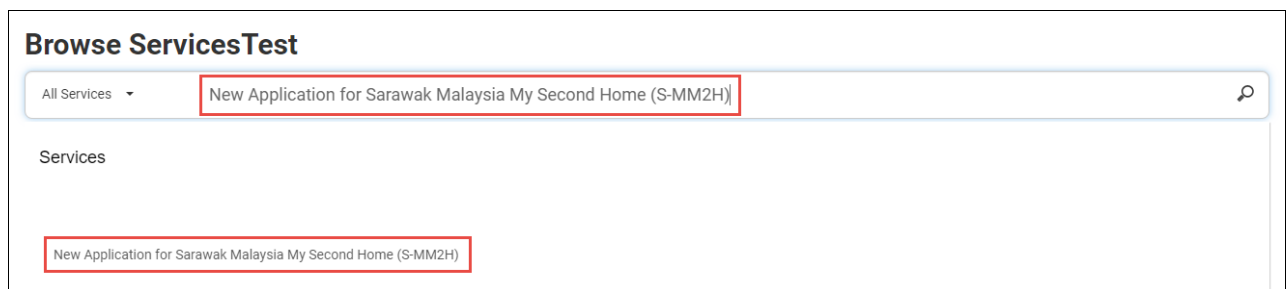 Browse ServicesTest
All Services
New Application for Sarawak Malaysia My Second Home (S-MM2H)
Services
New Application for Sarawak Malaysia My Second Home (S-MM2H)